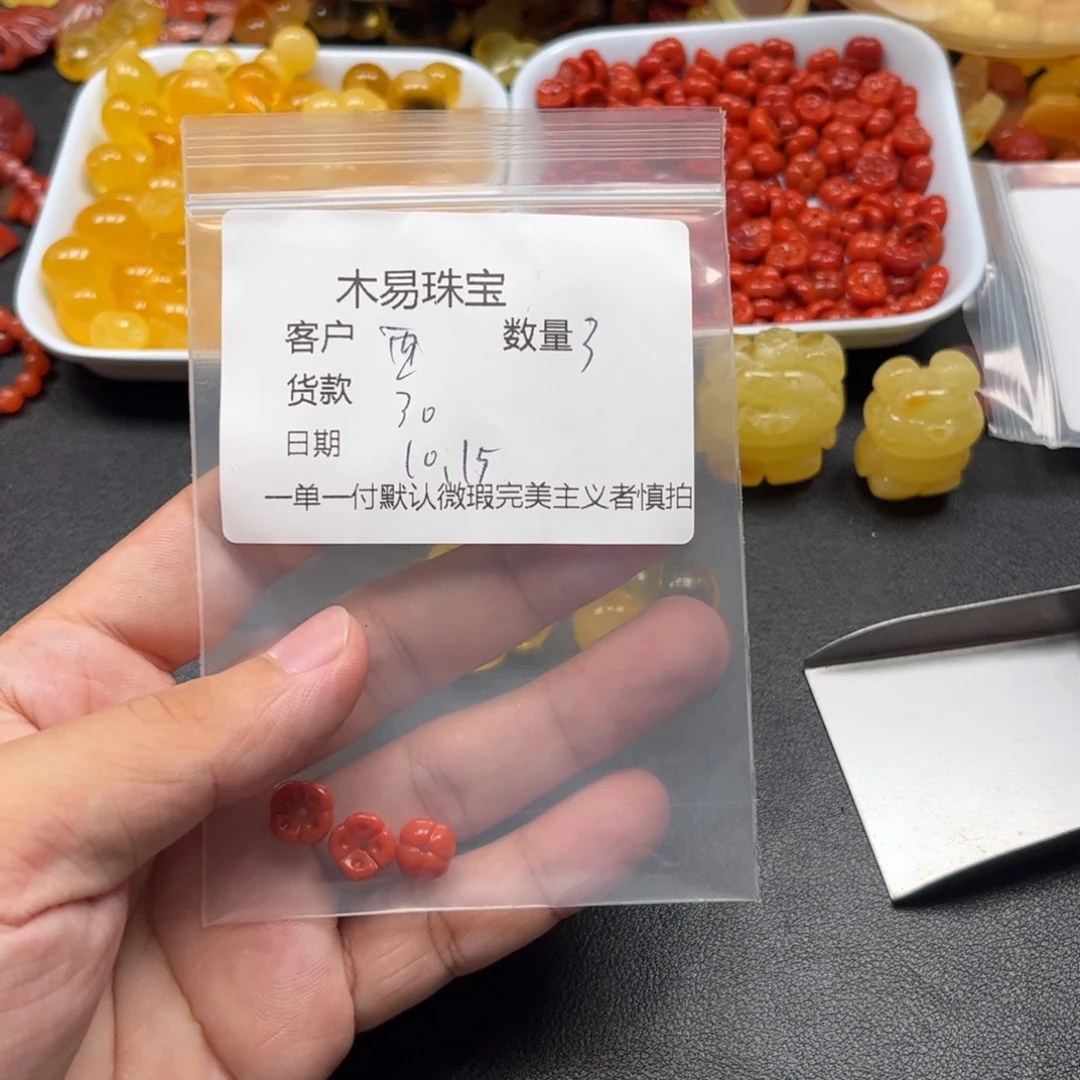 木易珠宝
客户 数量3
货款 30
日期 10.15
一单一付默认微瑕完美主义者慎拍